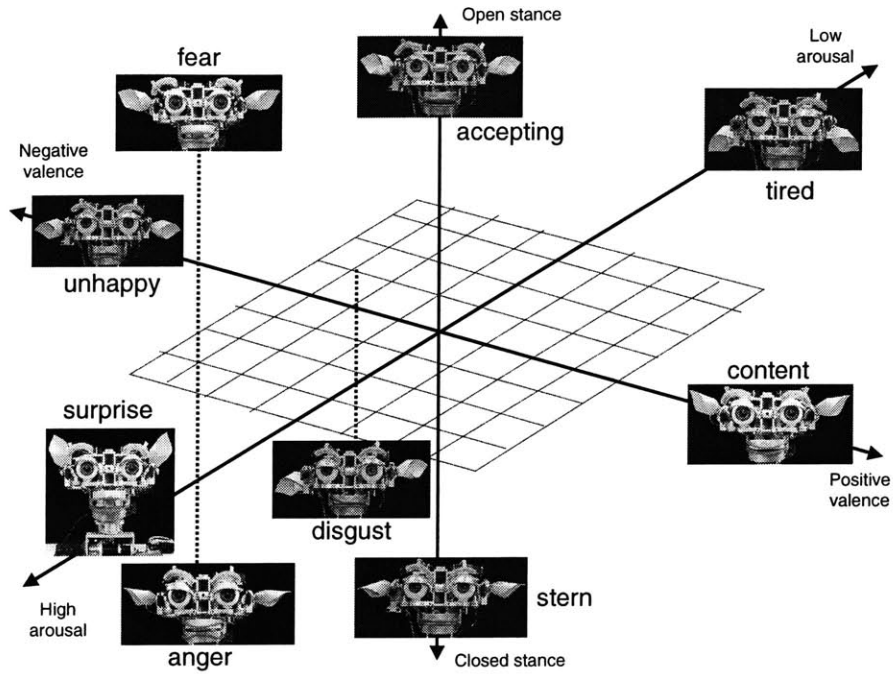 Open stance
Low
arousal
fear
accepting
Negative
valence
tired
unhappy
content
surprise
Positive
valence
disgust
stern
High
arousal
anger
Closed stance